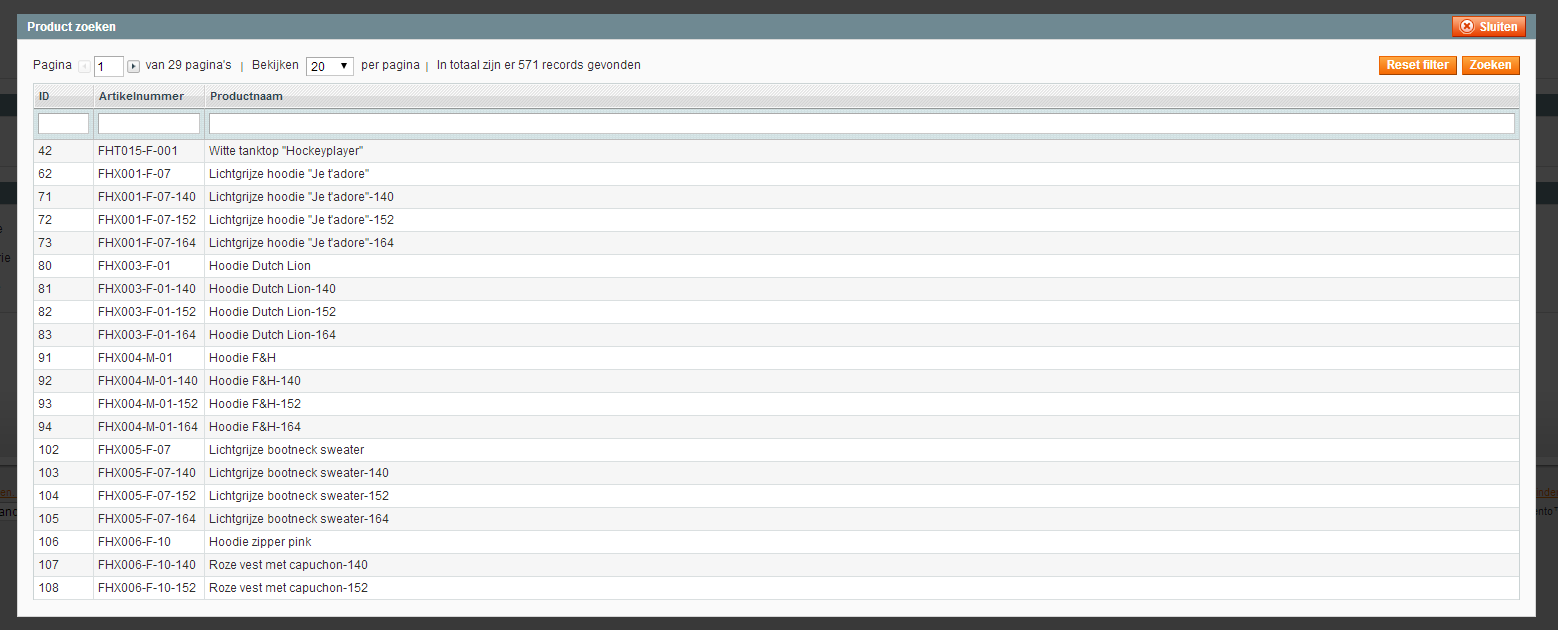 Product zoeken
Sluiten
Pagina 1 van 29 pagina's | Bekijken 20 per pagina | In totaal zijn er 571 records gevonden
Reset filter Zoeken
ID Artikelnummer Productnaam
42 FHT015-F-001 Witte tanktop "Hockeyplayer"
62 FHX001-F-07 Lichtgrijze hoodie "Je t'adore"
71 FHX001-F-07-140 Lichtgrijze hoodie "Je t'adore"-140
72 FHX001-F-07-152 Lichtgrijze hoodie "Je t'adore"-152
73 FHX001-F-07-164 Lichtgrijze hoodie "Je t'adore"-164
80 FHX003-F-01 Hoodie Dutch Lion
81 FHX003-F-01-140 Hoodie Dutch Lion-140
82 FHX003-F-01-152 Hoodie Dutch Lion-152
83 FHX003-F-01-164 Hoodie Dutch Lion-164
91 FHX004-M-01 Hoodie F&H
92 FHX004-M-01-140 Hoodie F&H-140
93 FHX004-M-01-152 Hoodie F&H-152
94 FHX004-M-01-164 Hoodie F&H-164
102 FHX005-F-07 Lichtgrijze bootneck sweater
103 FHX005-F-07-140 Lichtgrijze bootneck sweater-140
104 FHX005-F-07-152 Lichtgrijze bootneck sweater-152
105 FHX005-F-07-164 Lichtgrijze bootneck sweater-164
106 FHX006-F-10 Hoodie zipper pink
107 FHX006-F-10-140 Roze vest met capuchon-140
108 FHX006-F-10-152 Roze vest met capuchon-152